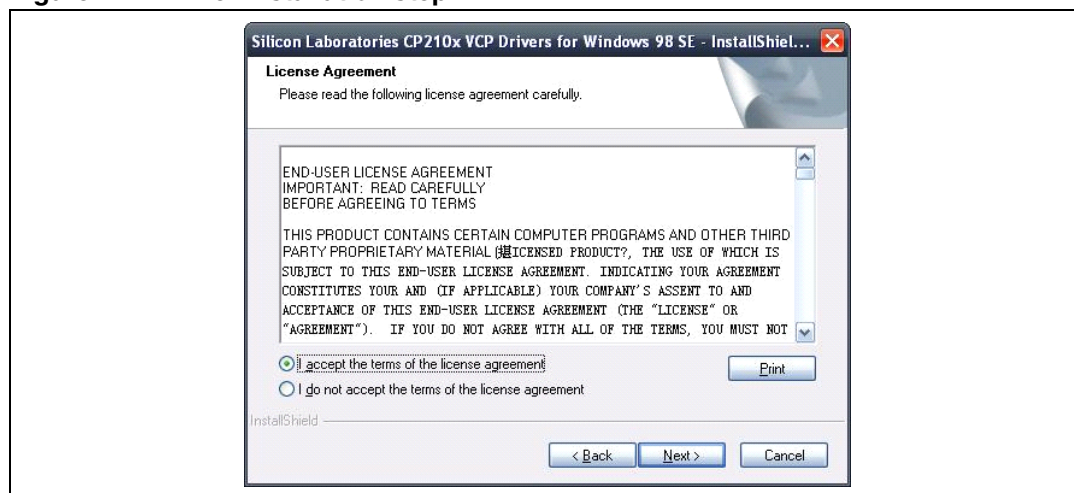 Silicon Laboratories CP210x VCP Drivers for Windows 98 SE - InstallShiel...
License Agreement
Please read the following license agreement carefully.
END-USER LICENSE AGREEMENT
IMPORTANT: READ CAREFULLY
BEFORE AGREEING TO TERMS
THIS PRODUCT CONTAINS CERTAIN COMPUTER PROGRAMS AND OTHER THIRD
PARTY PROPRIETARY MATERIAL (揕ICENSED PRODUCT?, THE USE OF WHICH IS
SUBJECT TO THIS END-USER LICENSE AGREEMENT. INDICATING YOUR AGREEMENT
CONSTITUTES YOUR AND (IF APPLICABLE) YOUR COMPANY'S ASSENT TO AND
ACCEPTANCE OF THIS END-USER LICENSE AGREEMENT (THE "LICENSE" OR
"AGREEMENT"). IF YOU DO NOT AGREE WITH ALL OF THE TERMS, YOU MUST NOT
I accept the terms of the license agreement
Print
I do not accept the terms of the license agreement
InstallShield
< Back
Next >
Cancel